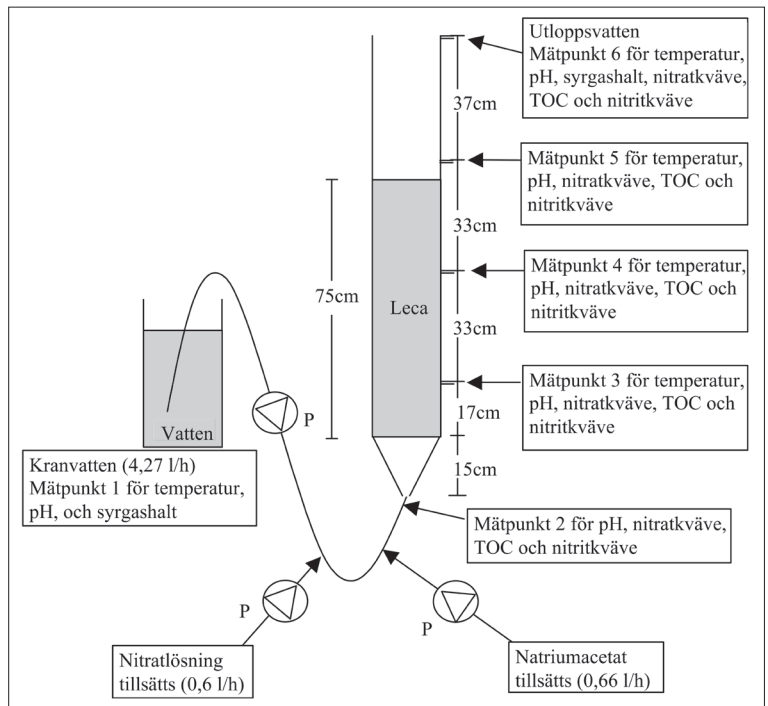 Utloppsvatten
Mätpunkt 6 för temperatur,
pH, syrgashalt, nitratkväve,
TOC och nitritkväve
37cm
Mätpunkt 5 för temperatur,
pH, nitratkväve, TOC och
nitritkväve
33cm
Mätpunkt 4 för temperatur,
pH, nitratkväve, TOC och
nitritkväve
75cm
Leca
33cm
Mätpunkt 3 för temperatur,
pH, nitratkväve, TOC och
nitritkväve
17cm
P
Vatten
15cm
Kranvatten (4,27 l/h)
Mätpunkt 1 för temperatur,
pH, och syrgashalt
Mätpunkt 2 för pH, nitratkväve,
TOC och nitritkväve
P
P
Nitratlösning
tillsätts (0,6 l/h)
Natriumacetat
tillsätts (0,66 l/h)